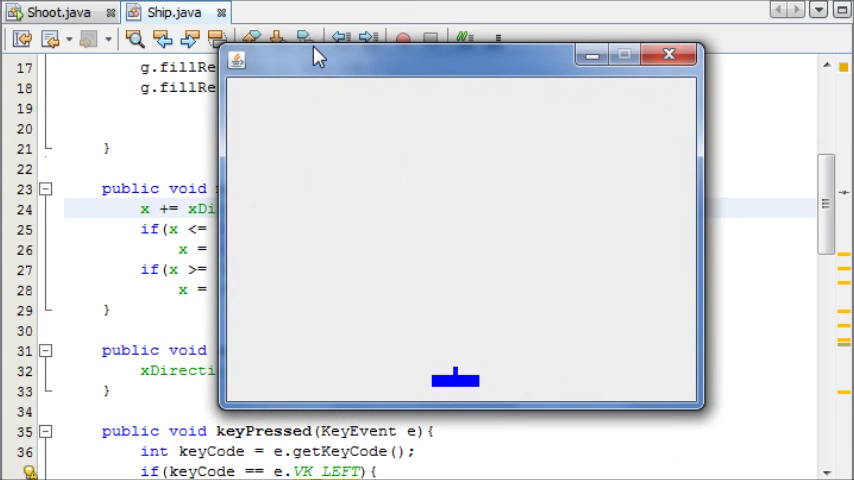 Shoot.java Ship.java
17 g.fillRe
18 g.fillRe
19
20
21 }
22
23 public void
24 x += xDi
25 if(x <=
26 x =
27 if(x >=
28 x =
29 }
30
31 public void
32 xDirecti
33 }
34
35 public void keyPressed(KeyEvent e){
36 int keyCode = e.getKeyCode();
if(keyCode == e.VK_LEFT){